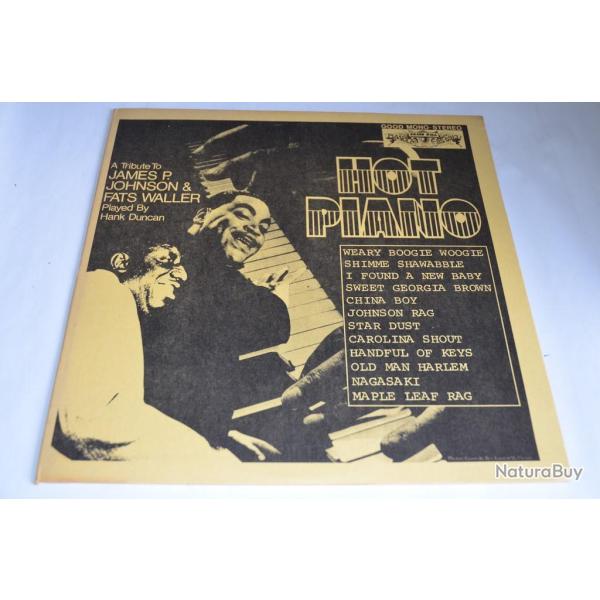 GOOD MONO-STEREO
A Tribute To
JAMES P.
JOHNSON &
FATS WALLER
Played By
Hank Duncan
HOT
PIANO
WEARY BOOGIE WOOGIE
SHIMME SHAWABBLE
I FOUND A NEW BABY
SWEET GEORGIA BROWN
CHINA BOY
JOHNSON RAG
STAR DUST
CAROLINA SHOUT
HANDFUL OF KEYS
OLD MAN HARLEM
NAGASAKI
MAPLE LEAF RAG
NaturaBuy